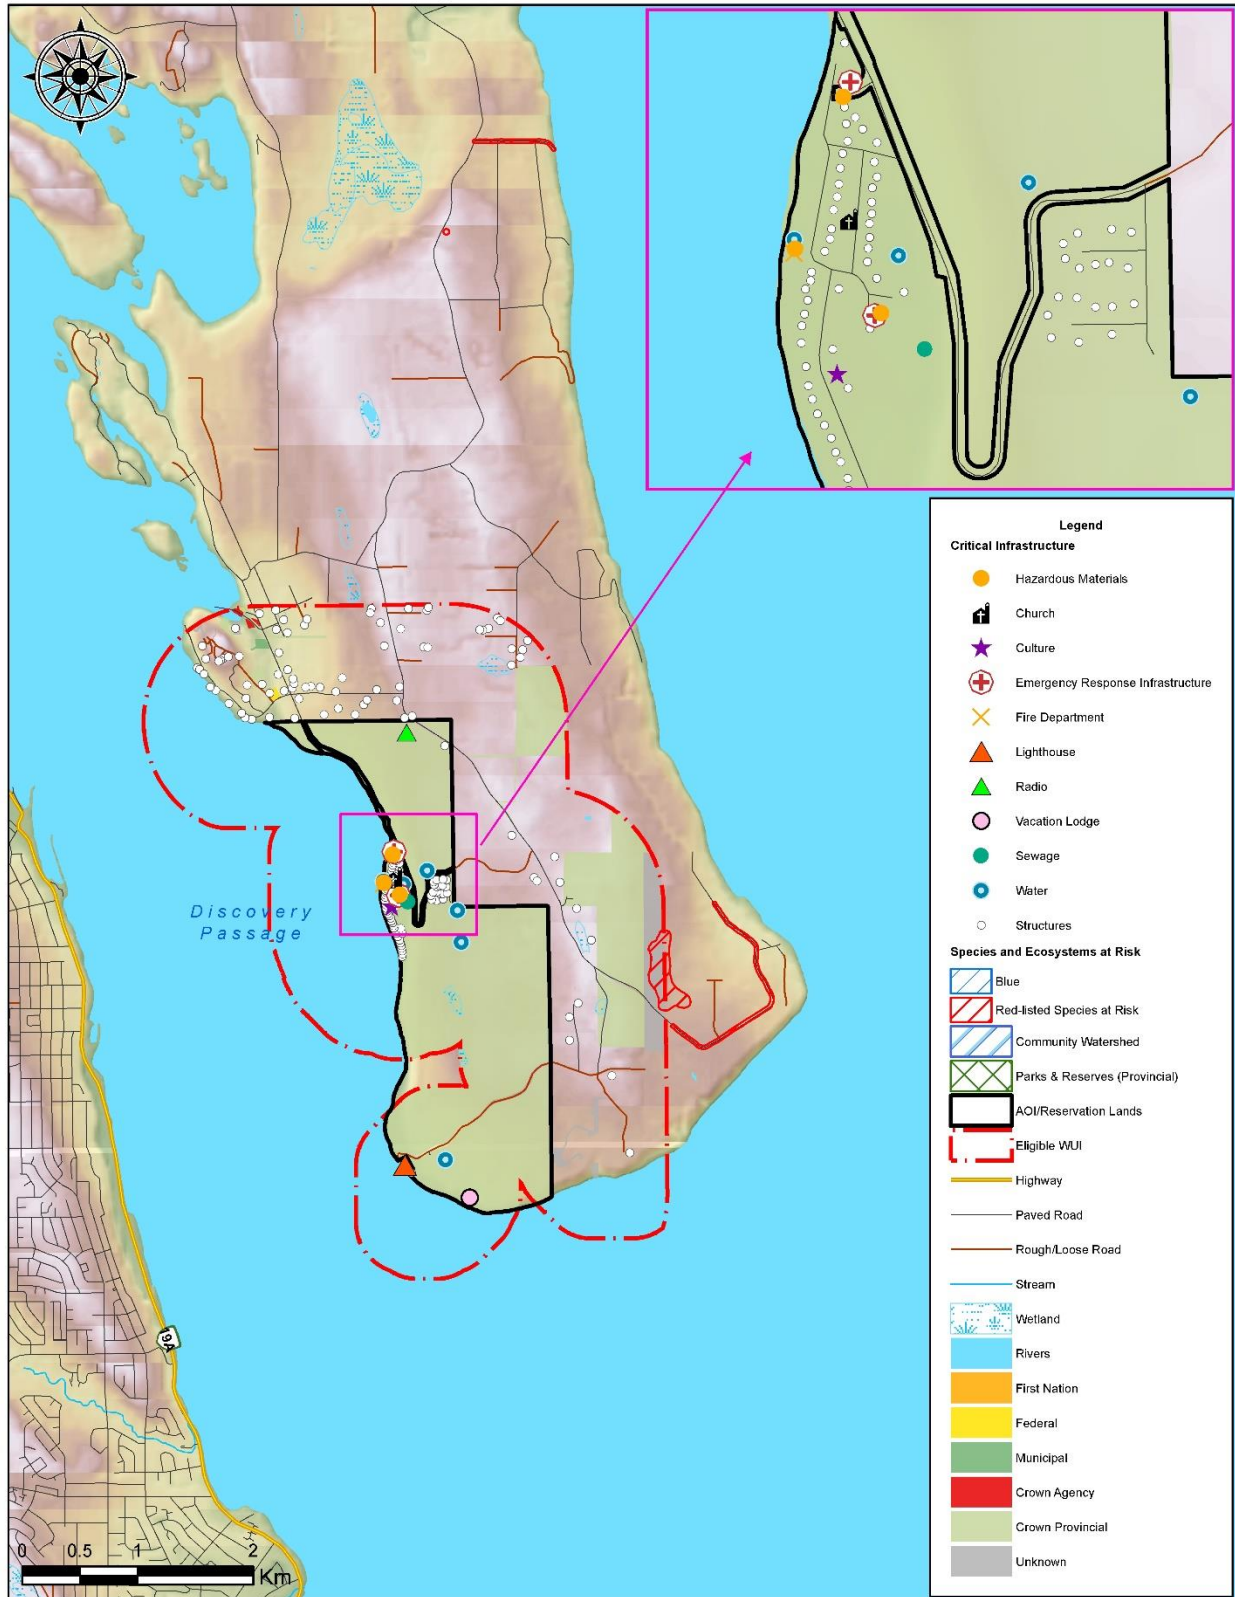 Legend
Critical Infrastructure
Hazardous Materials
Church
Culture
Emergency Response Infrastructure
Fire Department
Lighthouse
Radio
Vacation Lodge
Sewage
Water
Structures
Species and Ecosystems at Risk
Blue
Red-listed Species at Risk
Community Watershed
Parks & Reserves (Provincial)
AOI/Reservation Lands
Eligible WUI
Highway
Paved Road
Rough/Loose Road
Stream
Wetland
Rivers
First Nation
Federal
Municipal
Crown Agency
Crown Provincial
Unknown
Discovery
Passage
19A
0 0.5 1 2
Km